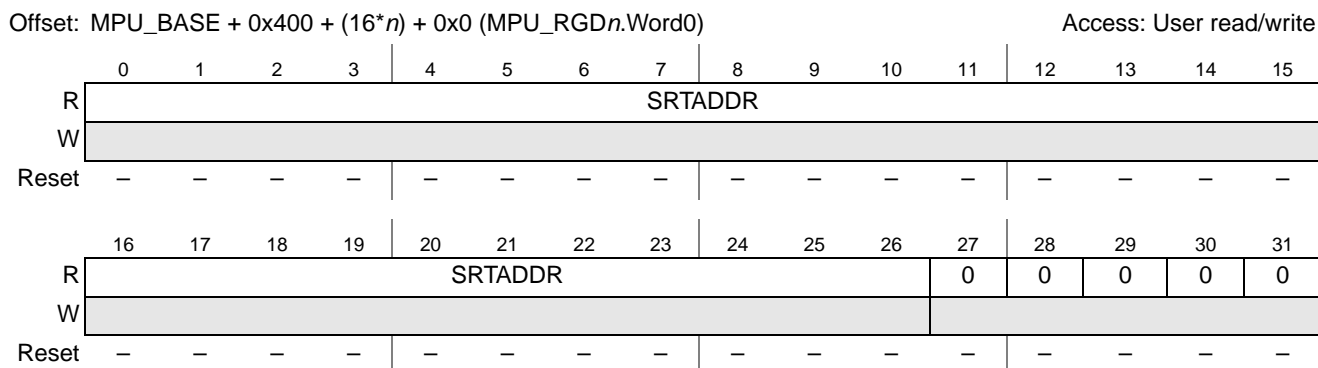 Offset: MPU_BASE + 0x400 + (16*n) + 0x0 (MPU_RGDn.Word0) Access: User read/write
0 1 2 3 4 5 6 7 8 9 10 11 12 13 14 15
R SRTADDR
W
Reset – – – – – – – – – – – – – – – –
16 17 18 19 20 21 22 23 24 25 26 27 28 29 30 31
R SRTADDR 0 0 0 0 0
W
Reset – – – – – – – – – – – – – – – –